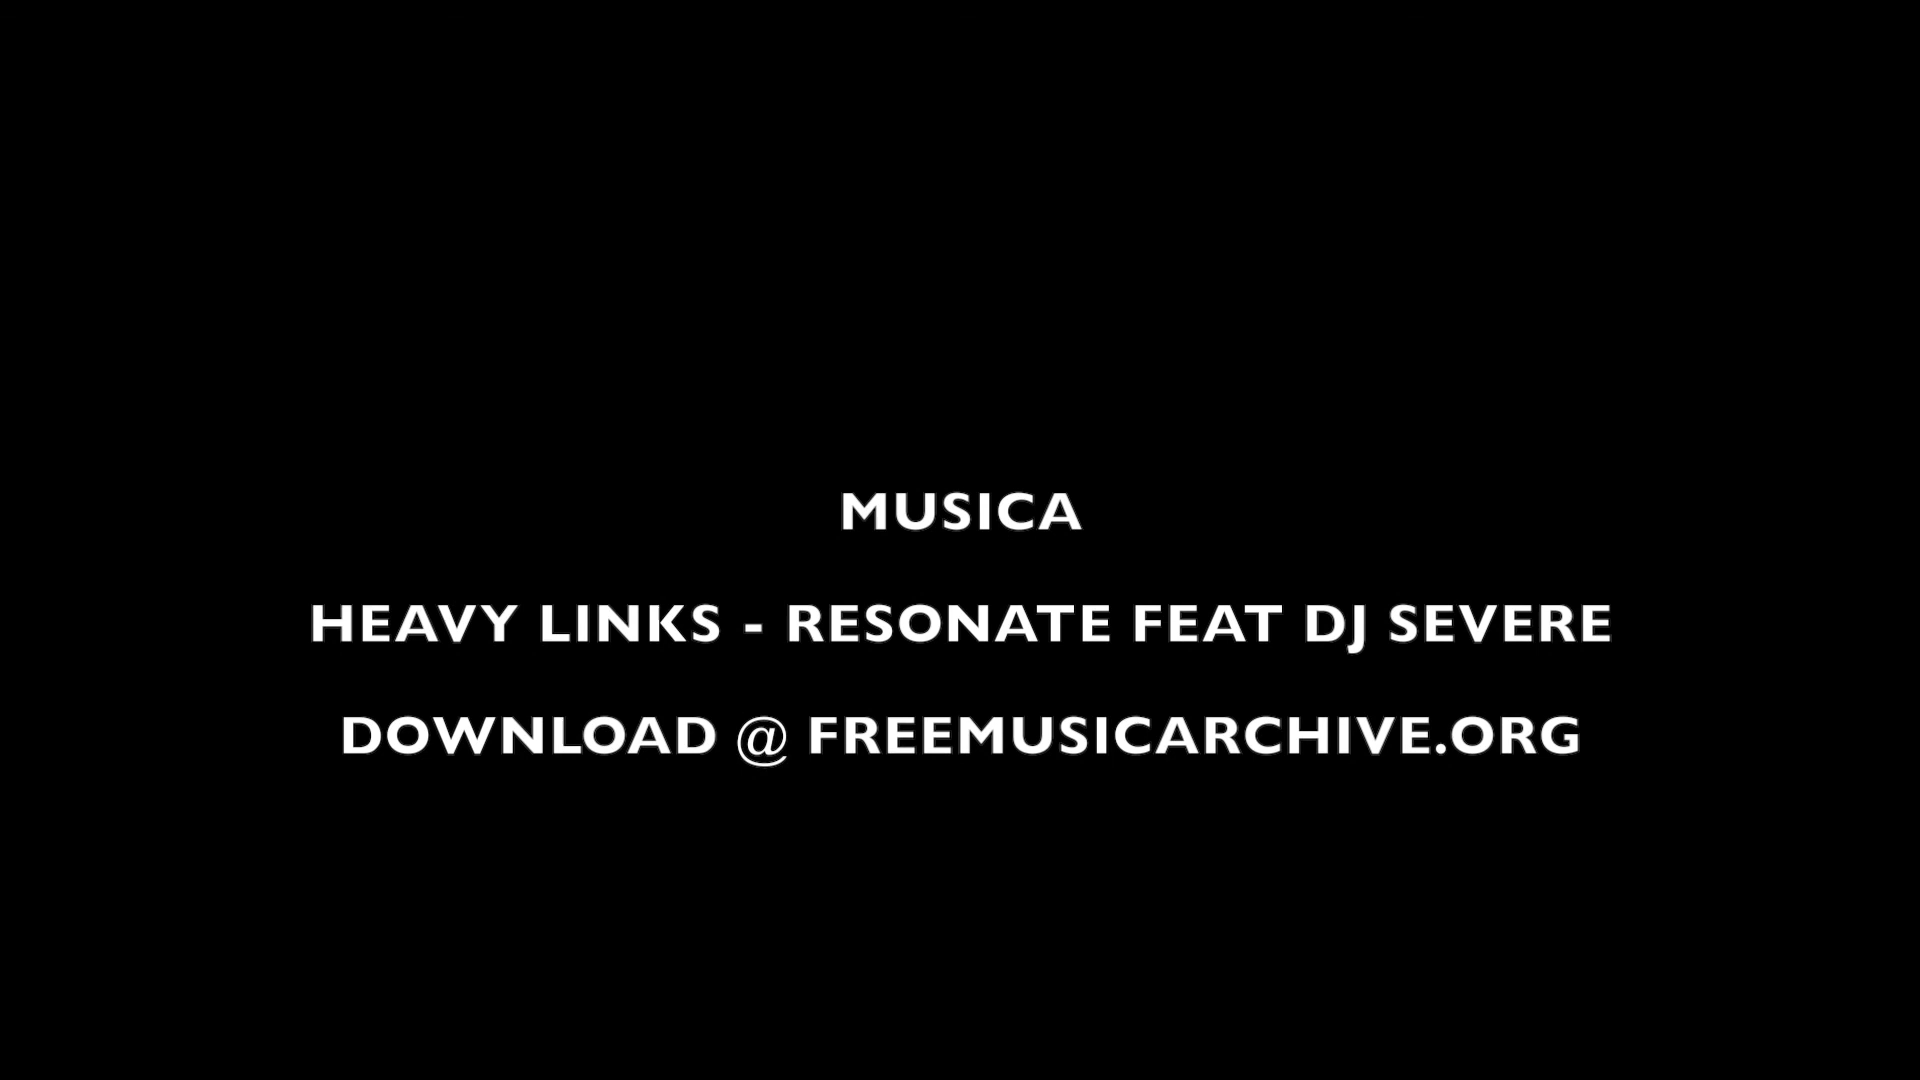 MUSICA
HEAVY LINKS - RESONATE FEAT DJ SEVERE
DOWNLOAD @ FREEMUSICARCHIVE.ORG